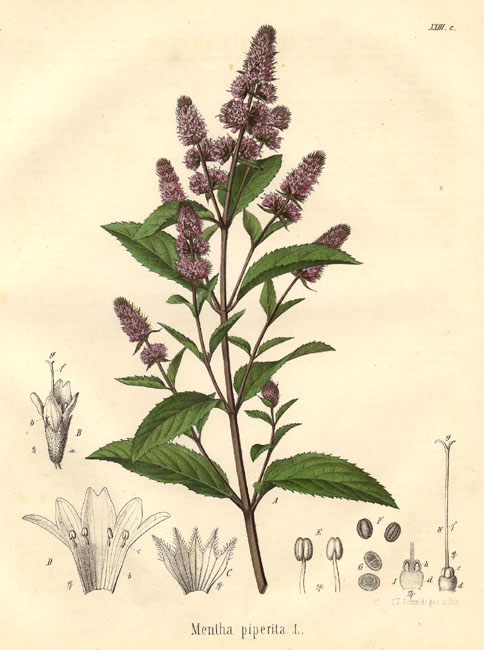 XXIII. c.
g f
b B
a
A
E F
g
H f
G
k
c
J d d
D c
b
C
Mentha piperita. L.